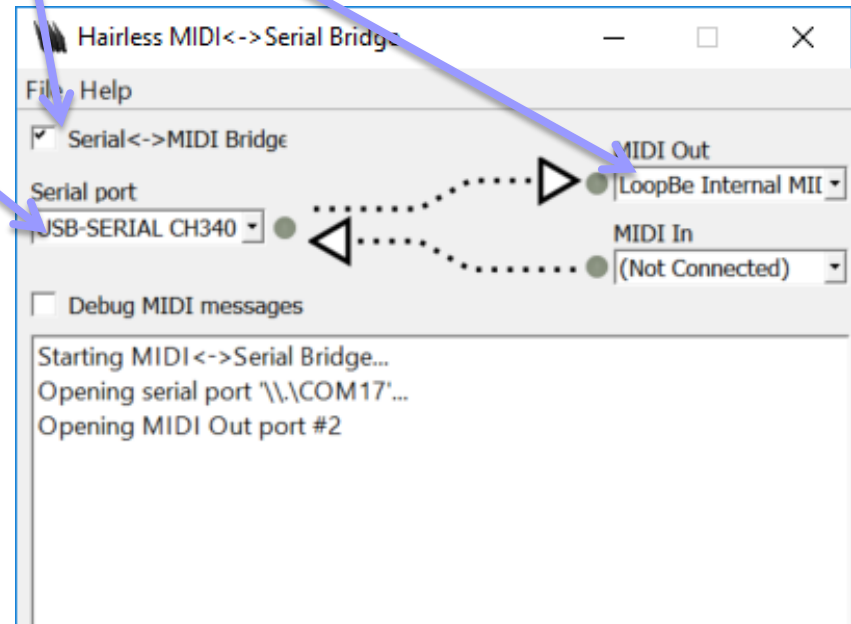 Hairless MIDI<->Serial Bridge
File Help
Serial<->MIDI Bridge
MIDI Out
Serial port
LoopBe Internal MII
USB-SERIAL CH340
MIDI In
(Not Connected)
Debug MIDI messages
Starting MIDI<->Serial Bridge...
Opening serial port '\\.\COM17'...
Opening MIDI Out port #2